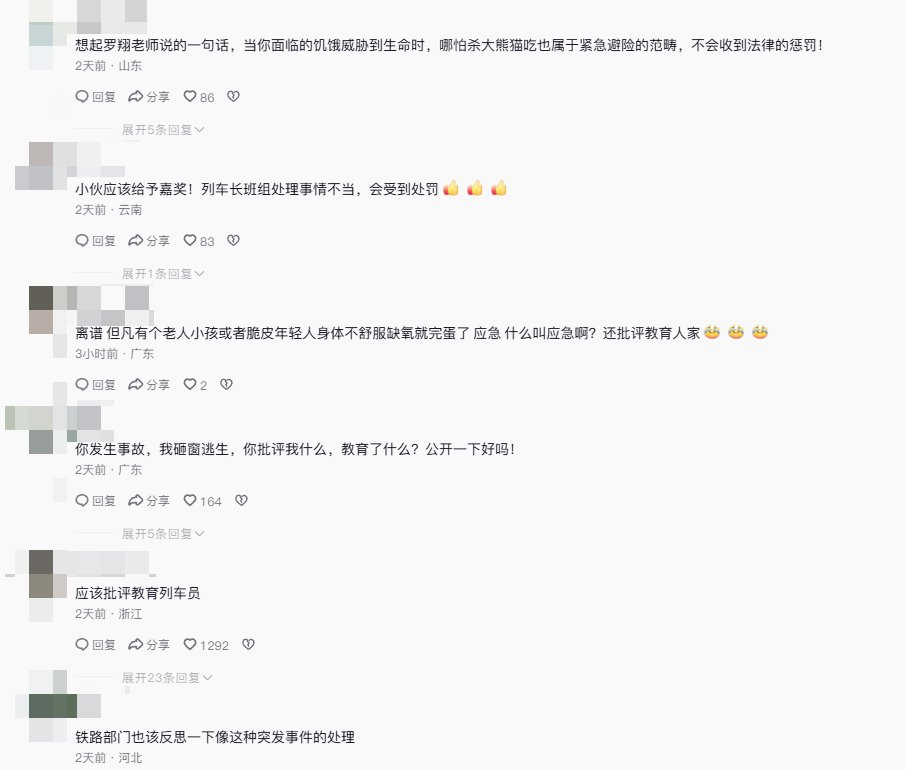 想起罗翔老师说的一句话，当你面临的饥饿威胁到生命时，哪怕杀大熊猫吃也属于紧急避险的范畴，不会收到法律的惩罚！
2天前 · 山东
回复 分享 86
展开5条回复
小伙应该给予嘉奖！列车长班组处理事情不当，会受到处罚👍👍👍
2天前 · 云南
回复 分享 83
展开1条回复
离谱 但凡有个老人小孩或者脆皮年轻人身体不舒服缺氧就完蛋了 应急 什么叫应急啊？还批评教育人家
3小时前 · 广东
回复 分享 2
你发生事故，我砸窗逃生，你批评我什么，教育了什么？公开一下好吗！
2天前 · 广东
回复 分享 164
展开5条回复
应该批评教育列车员
2天前 · 浙江
回复 分享 1292
展开23条回复
铁路部门也该反思一下像这种突发事件的处理
2天前 · 河北